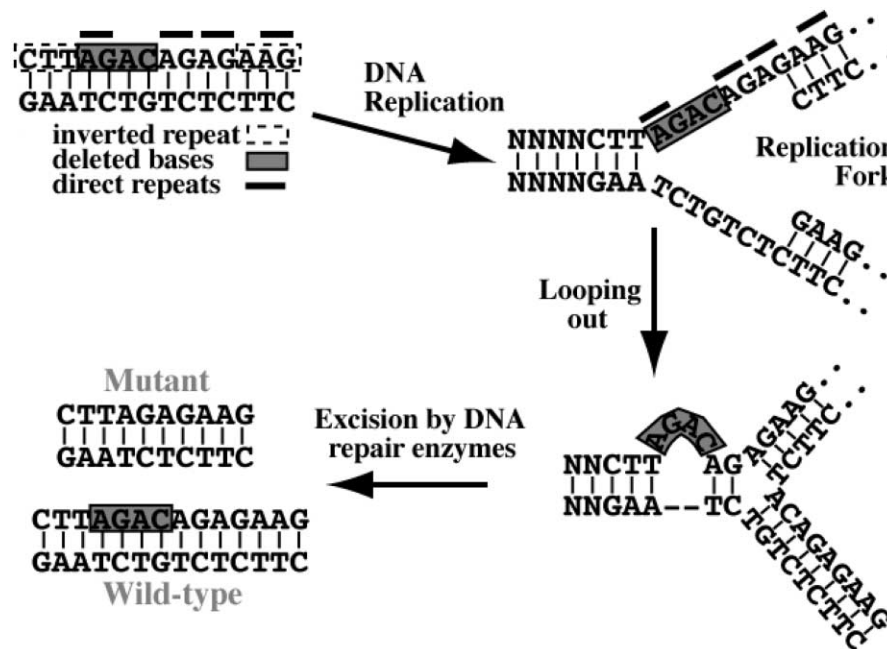 CTTAGACAGAGAAG
GAATCTGTCTCTTC
inverted repeat
deleted bases
direct repeats
DNA
Replication
NNNNCTT
AGACAGAGAAG..
CTTC..
NNNNGAA
TCTGTCTCTTC..
GAAG..
Replication
Fork
Looping
out
NNCTT
AGAC
AG
AGAAG..
TCTTC..
NNGAA--TC
ACAGAGAAG
TGTCTCTTC
Excision by DNA
repair enzymes
Mutant
CTTAGAGAAG
GAATCTCTTC
CTTAGACAGAGAAG
GAATCTGTCTCTTC
Wild-type